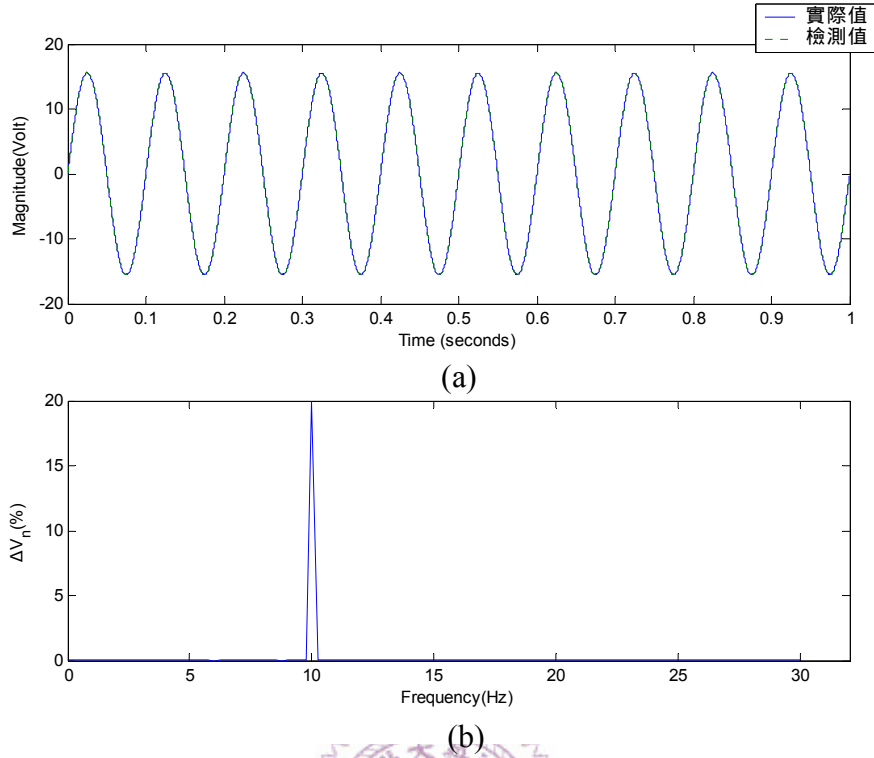 實際值
檢測值
20
10
0
-10
-20
Magnitude(Volt)
0 0.1 0.2 0.3 0.4 0.5 0.6 0.7 0.8 0.9 1
Time (seconds)
(a)
20
15
10
5
0
ΔVn(%)
0 5 10 15 20 25 30
Frequency(Hz)
(b)